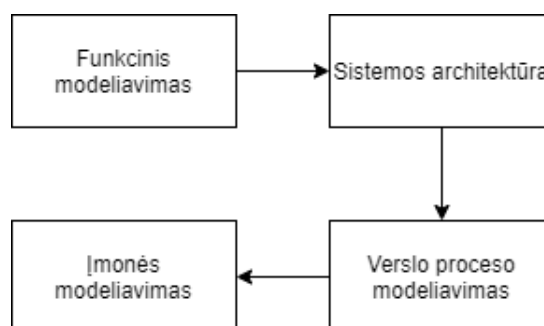 Funkcinis
modeliavimas
Sistemos architektūra
Įmonės
modeliavimas
Verslo proceso
modeliavimas